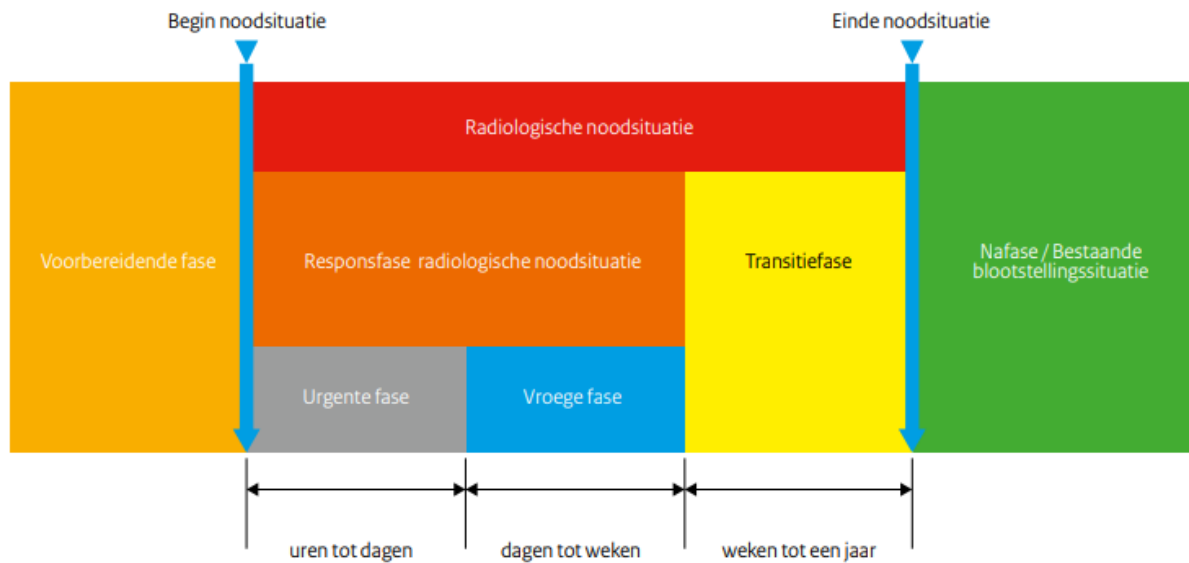 Begin noodsituatie
Einde noodsituatie
Radiologische noodsituatie
Voorbereidende fase
Responsfase radiologische noodsituatie
Transitiefase
Nafase / Bestaande
blootstellingssituatie
Urgente fase
Vroege fase
uren tot dagen
dagen tot weken
weken tot een jaar